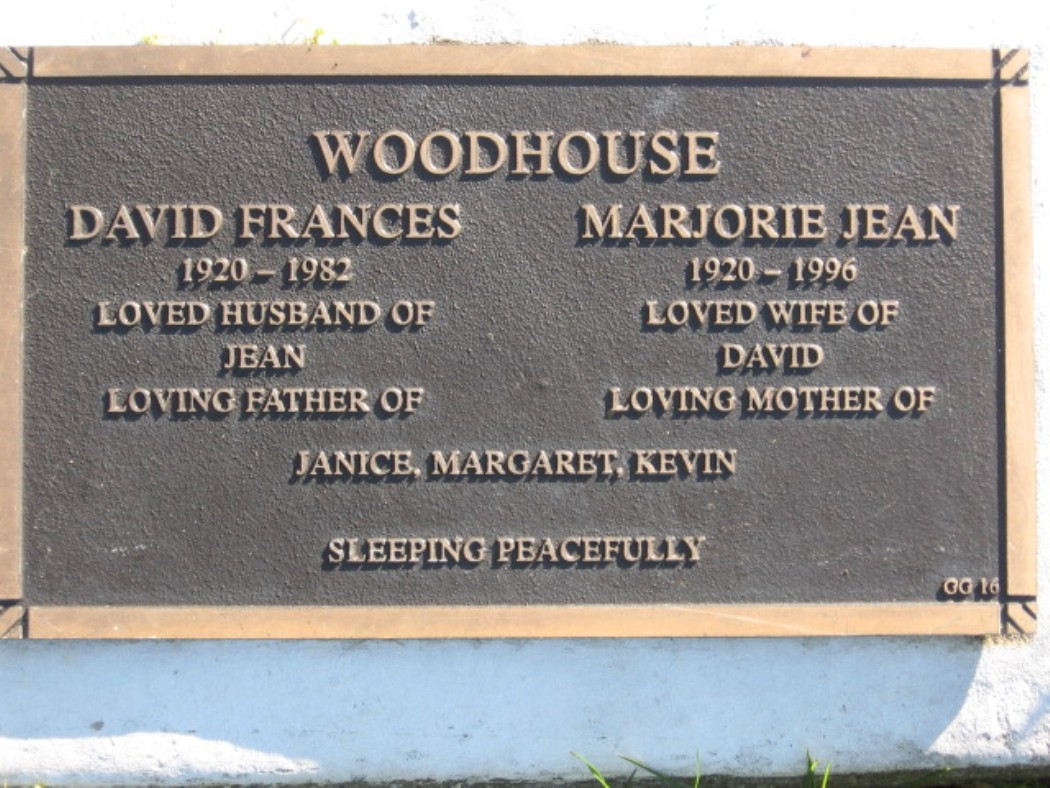 WOODHOUSE
DAVID FRANCES
1920 – 1982
LOVED HUSBAND OF
JEAN
LOVING FATHER OF
MARJORIE JEAN
1920 – 1996
LOVED WIFE OF
DAVID
LOVING MOTHER OF
JANICE, MARGARET, KEVIN
SLEEPING PEACEFULLY
GG 16